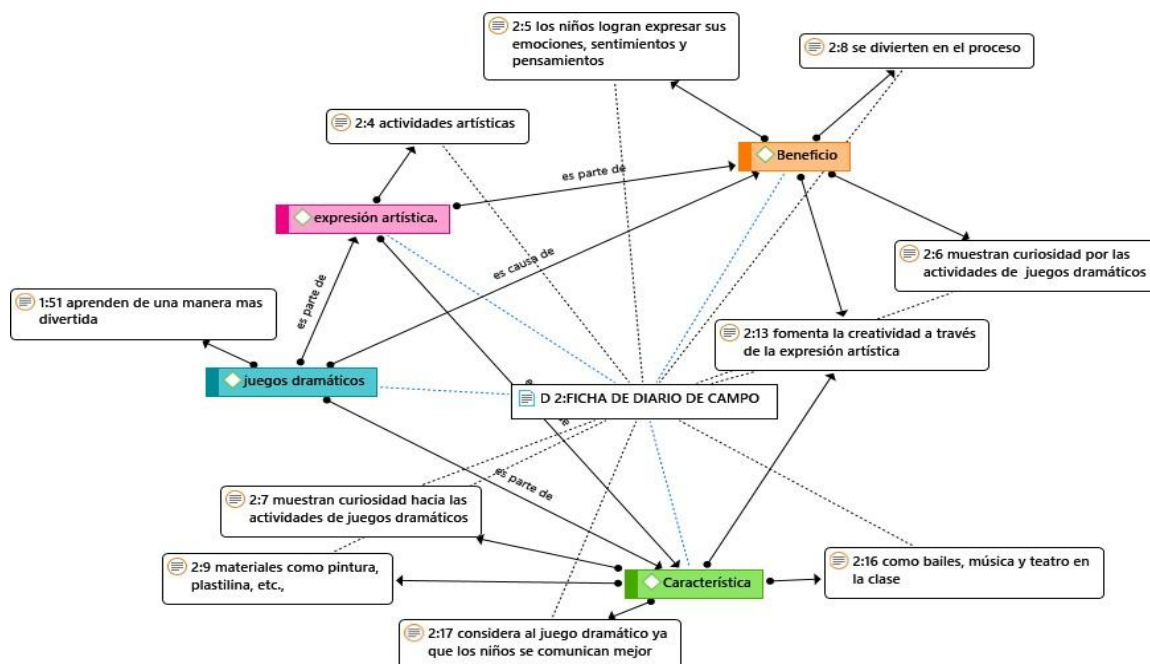 2:5 los niños logran expresar sus
emociones, sentimientos y
pensamientos
2:8 se divierten en el proceso
2:4 actividades artísticas
Beneficio
es parte de
expresión artística.
2:6 muestran curiosidad por las
actividades de juegos dramáticos
es causa de
es parte de
1:51 aprenden de una manera mas
divertida
2:13 fomenta la creatividad a través
de la expresión artística
juegos dramáticos
D 2:FICHA DE DIARIO DE CAMPO
es parte de
2:7 muestran curiosidad hacia las
actividades de juegos dramáticos
2:9 materiales como pintura,
plastilina, etc.,
Característica
2:16 como bailes, música y teatro en
la clase
2:17 considera al juego dramático ya
que los niños se comunican mejor